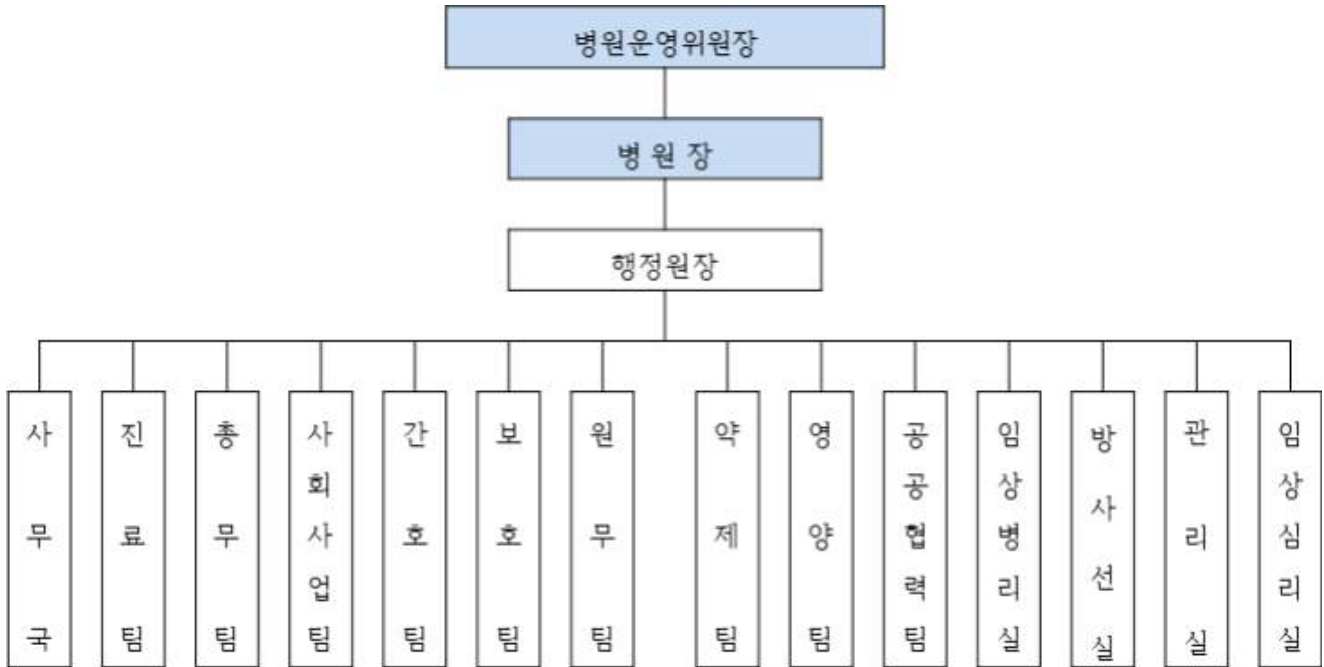 병원운영위원장
병 원 장
행정원장
사무국
진료팀
총무팀
사회사업팀
간호팀
보호팀
원무팀
약제팀
영양팀
공공협력팀
임상병리실
방사선실
관리실
임상심리실